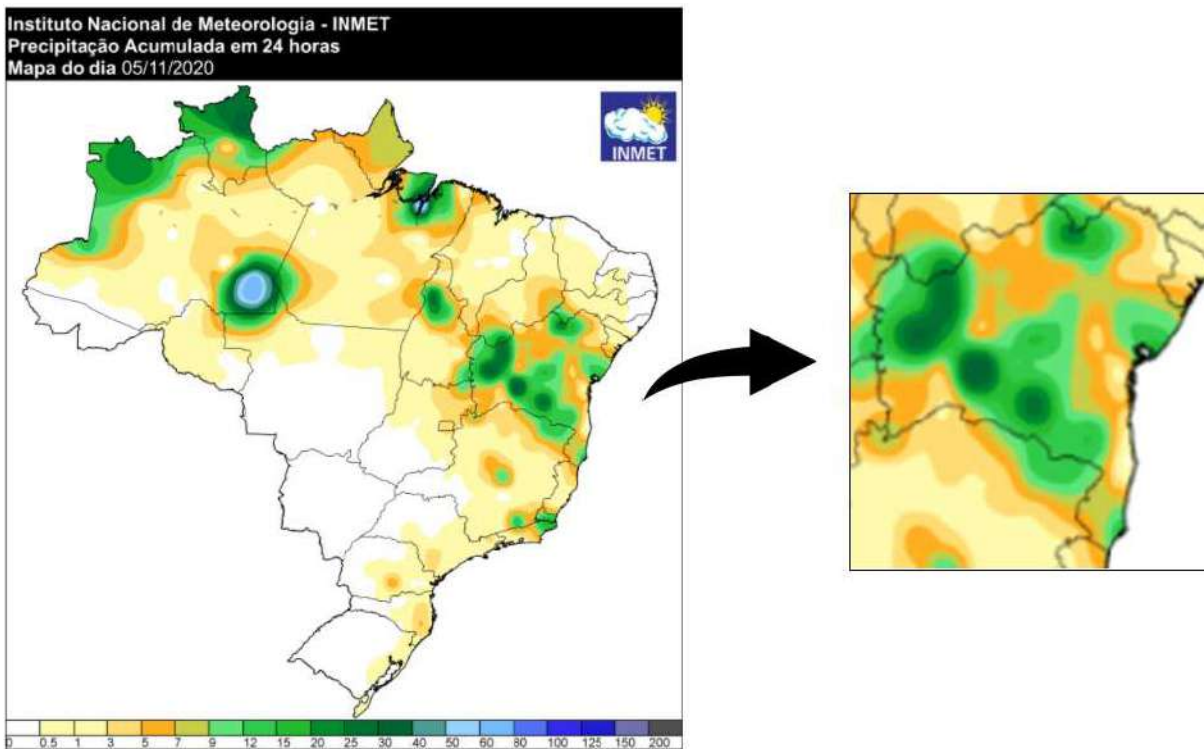 Instituto Nacional de Meteorologia - INMET
Precipitação Acumulada em 24 horas
Mapa do dia 05/11/2020
INMET
0 0.5 1 3 5 7 9 12 15 20 25 30 40 50 60 80 100 125 150 200